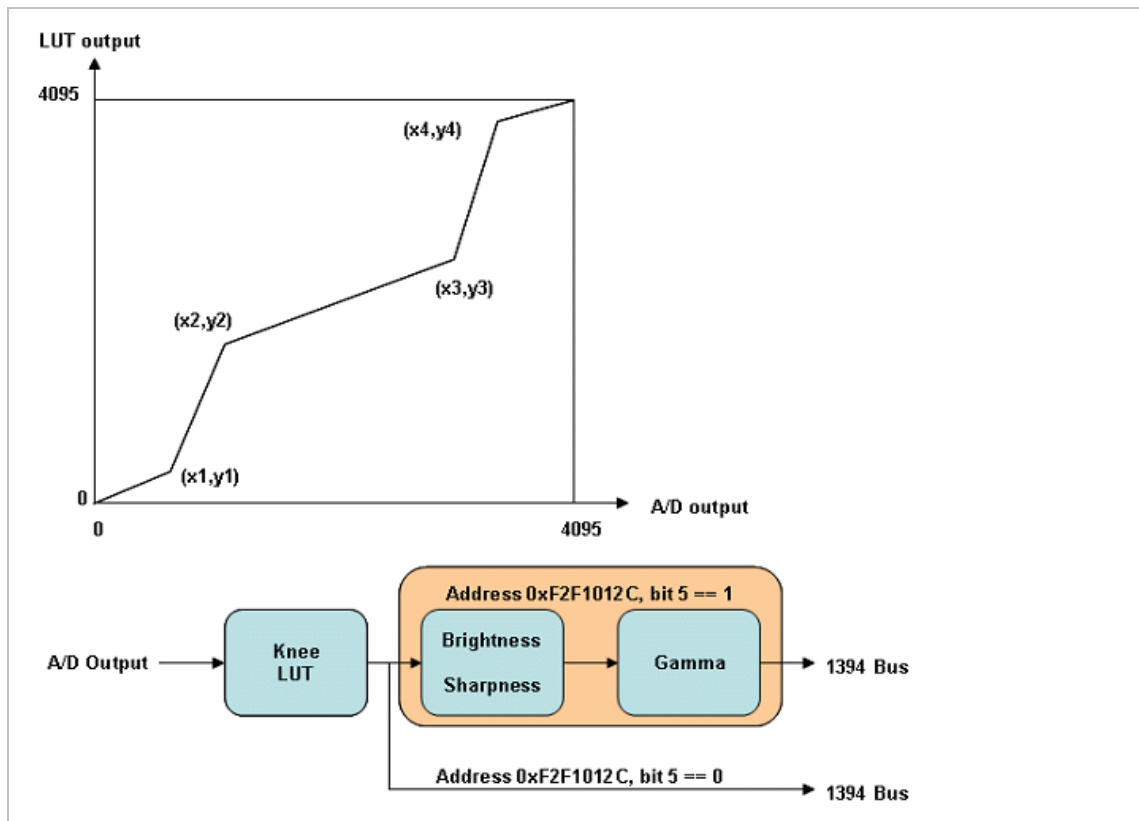 LUT output
4095
(x4,y4)
(x3,y3)
(x2,y2)
(x1,y1)
0
A/D output
0
4095
Address 0xF2F1012C, bit 5 == 1
A/D Output
Knee
LUT
Brightness
Sharpness
Gamma
1394 Bus
Address 0xF2F1012C, bit 5 == 0
1394 Bus